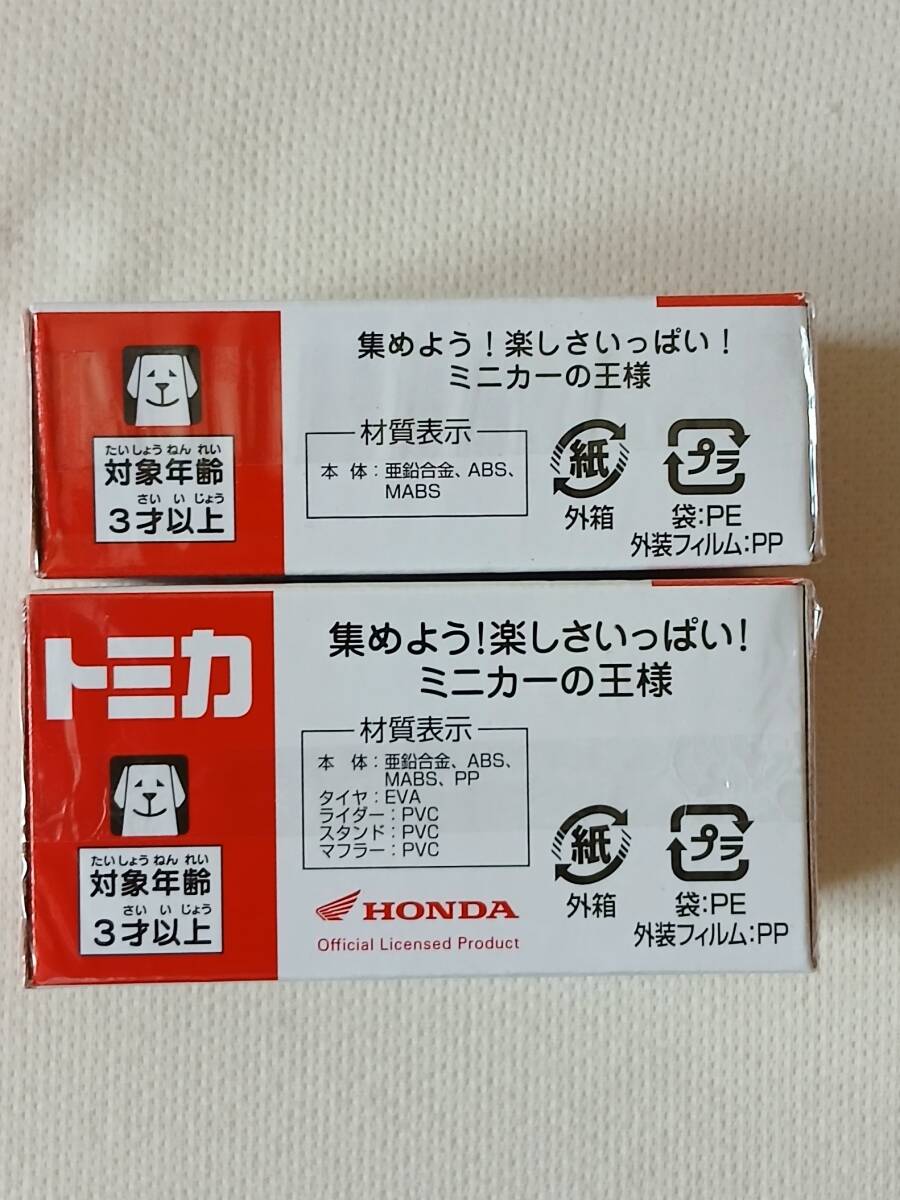 たいしょうねんれい
対象年齢
さいいじょう
3才以上
集めよう！楽しさいっぱい！
ミニカーの王様
材質表示
本体：亜鉛合金、ABS、
MABS
紙
外箱
プラ
袋:PE
外装フィルム:PP
トミカ
たいしょうねんれい
対象年齢
さいいじょう
3才以上
集めよう！楽しさいっぱい！
ミニカーの王様
材質表示
本体：亜鉛合金、ABS、
MABS、PP
タイヤ：EVA
ライダー：PVC
スタンド：PVC
マフラー：PVC
HONDA
Official Licensed Product
紙
外箱
プラ
袋:PE
外装フィルム:PP